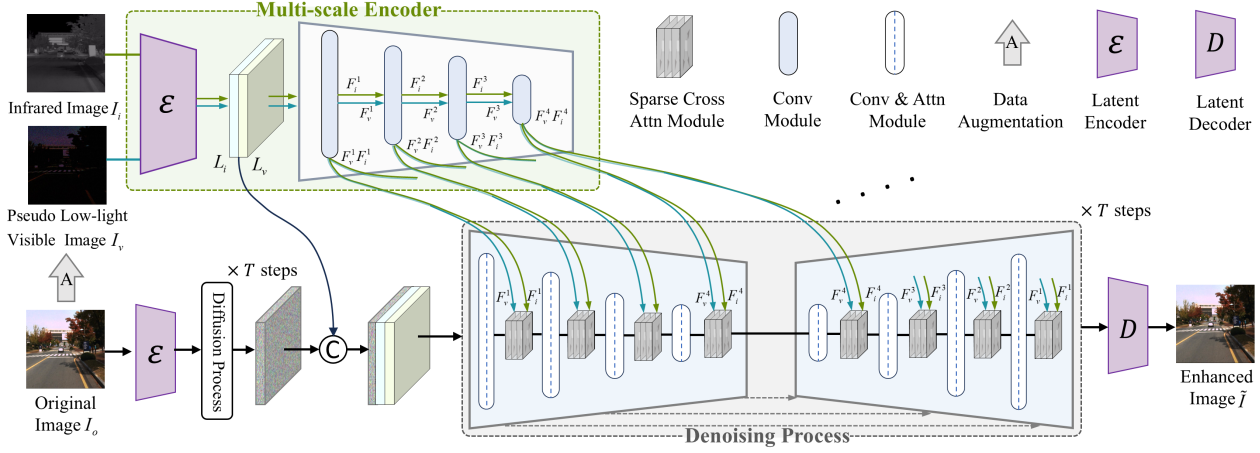 Multi-scale Encoder
Infrared Image I_i
ε
L_i
L_v
F_i^1
F_v^1
F_i^2
F_v^2
F_i^3
F_v^3
F_v^4 F_i^4
F_v^1 F_i^1
F_v^2 F_i^2
F_v^3 F_i^3
Pseudo Low-light
Visible Image I_v
A
Sparse Cross
Attn Module
Conv
Module
Conv & Attn
Module
A
Data
Augmentation
ε
Latent
Encoder
D
Latent
Decoder
. . . .
× T steps
Original
Image I_o
ε
× T steps
Diffusion Process
C
F_v^1 F_i^1
F_v^4 F_i^4
F_v^4 F_i^4
F_v^3 F_i^3
F_v^2 F_i^2
F_v^1 F_i^1
Denoising Process
D
Enhanced
Image Ĩ